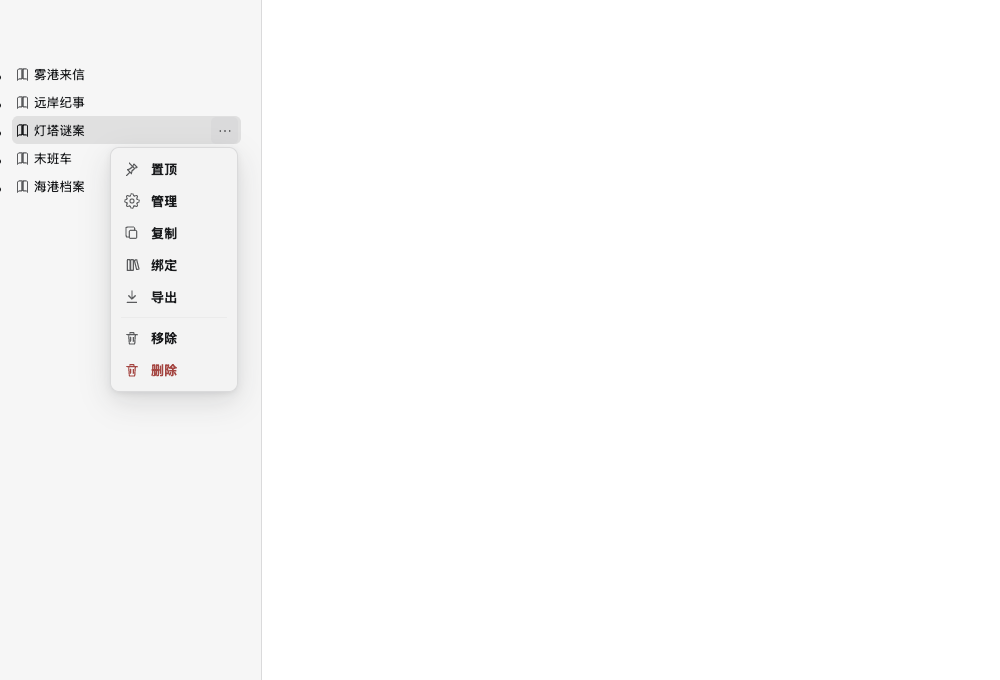 雾港来信
远岸纪事
灯塔谜案
末班车
海港档案
置顶
管理
复制
绑定
导出
移除
删除